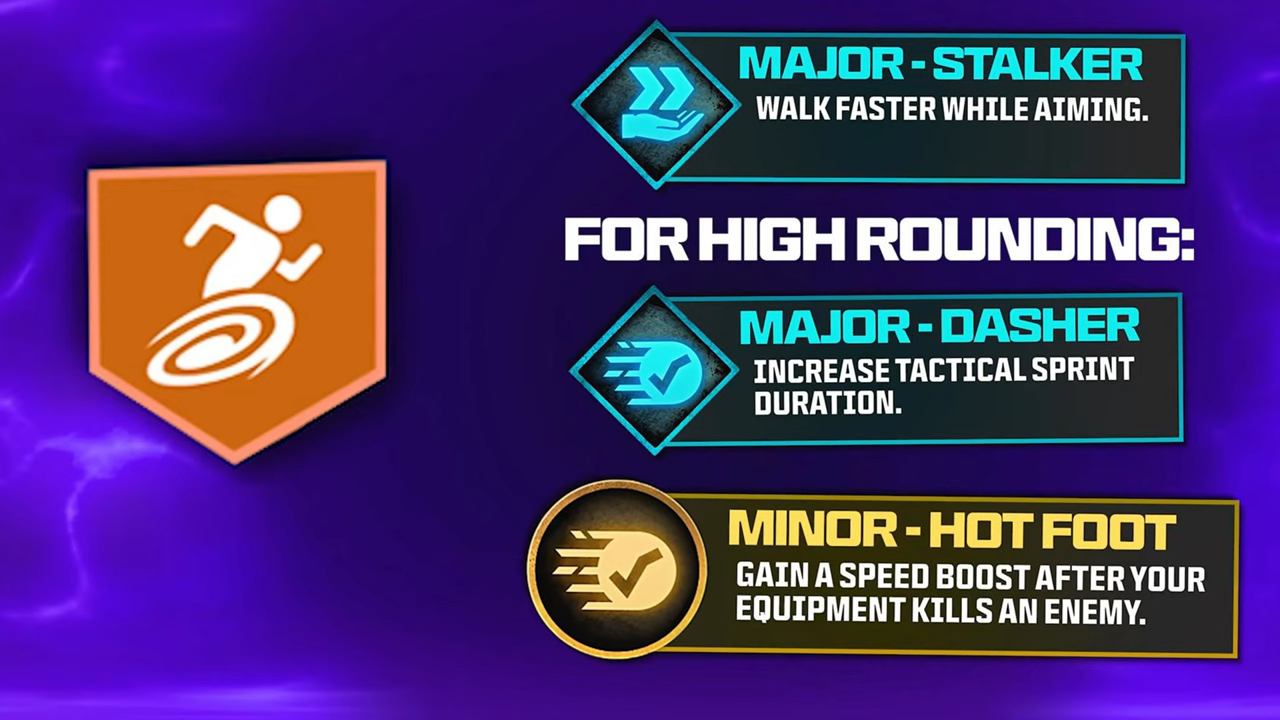 MAJOR - STALKER
WALK FASTER WHILE AIMING.
FOR HIGH ROUNDING:
MAJOR - DASHER
INCREASE TACTICAL SPRINT
DURATION.
MINOR - HOT FOOT
GAIN A SPEED BOOST AFTER YOUR
EQUIPMENT KILLS AN ENEMY.